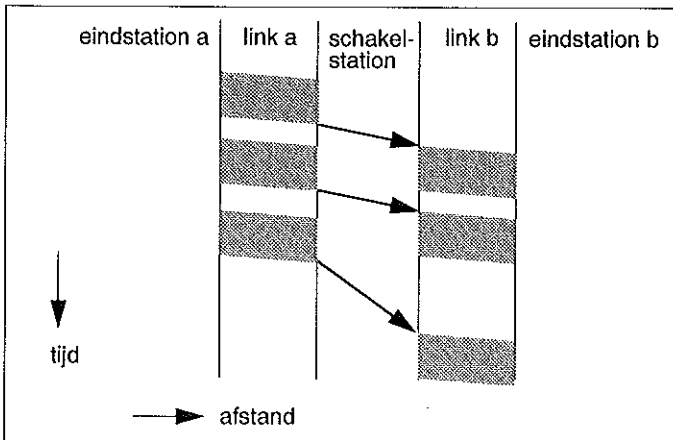 eindstation a link a schakel- link b eindstation b
station
tijd
afstand